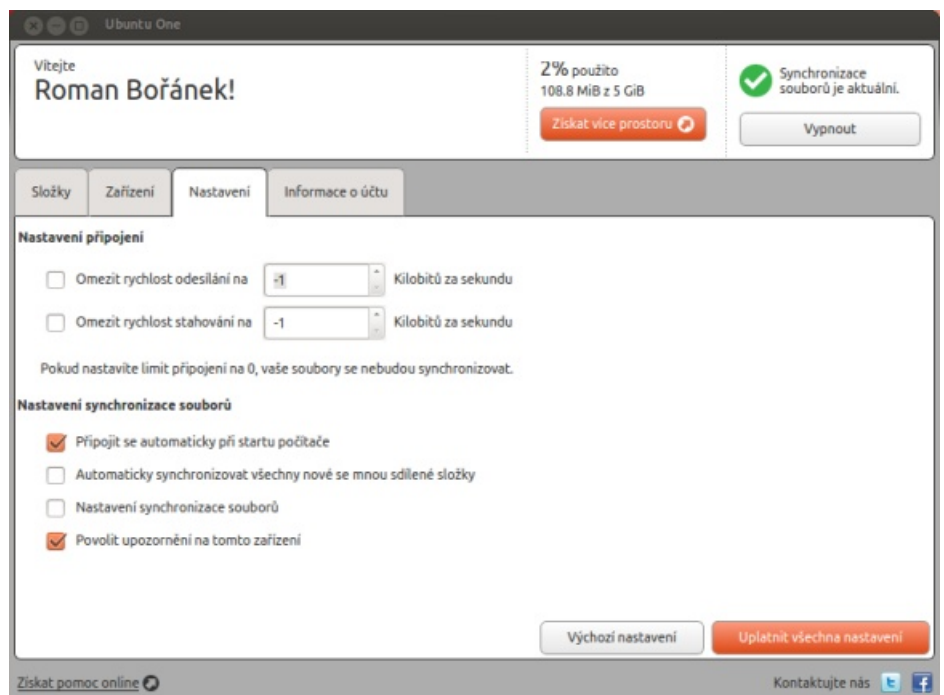 Ubuntu One
Vítejte
Roman Bořánek!
2% použito
108.8 MiB z 5 GiB
Získat více prostoru
Synchronizace
souborů je aktuální.
Vypnout
Složky
Zařízení
Nastavení
Informace o účtu
Nastavení připojení
Omezit rychlost odesílání na -1 Kilobitů za sekundu
Omezit rychlost stahování na -1 Kilobitů za sekundu
Pokud nastavíte limit připojení na 0, vaše soubory se nebudou synchronizovat.
Nastavení synchronizace souborů
Připojit se automaticky při startu počítače
Automaticky synchronizovat všechny nové se mnou sdílené složky
Nastavení synchronizace souborů
Povolit upozornění na tomto zařízení
Výchozí nastavení
Uplatnit všechna nastavení
Získat pomoc online
Kontaktujte nás